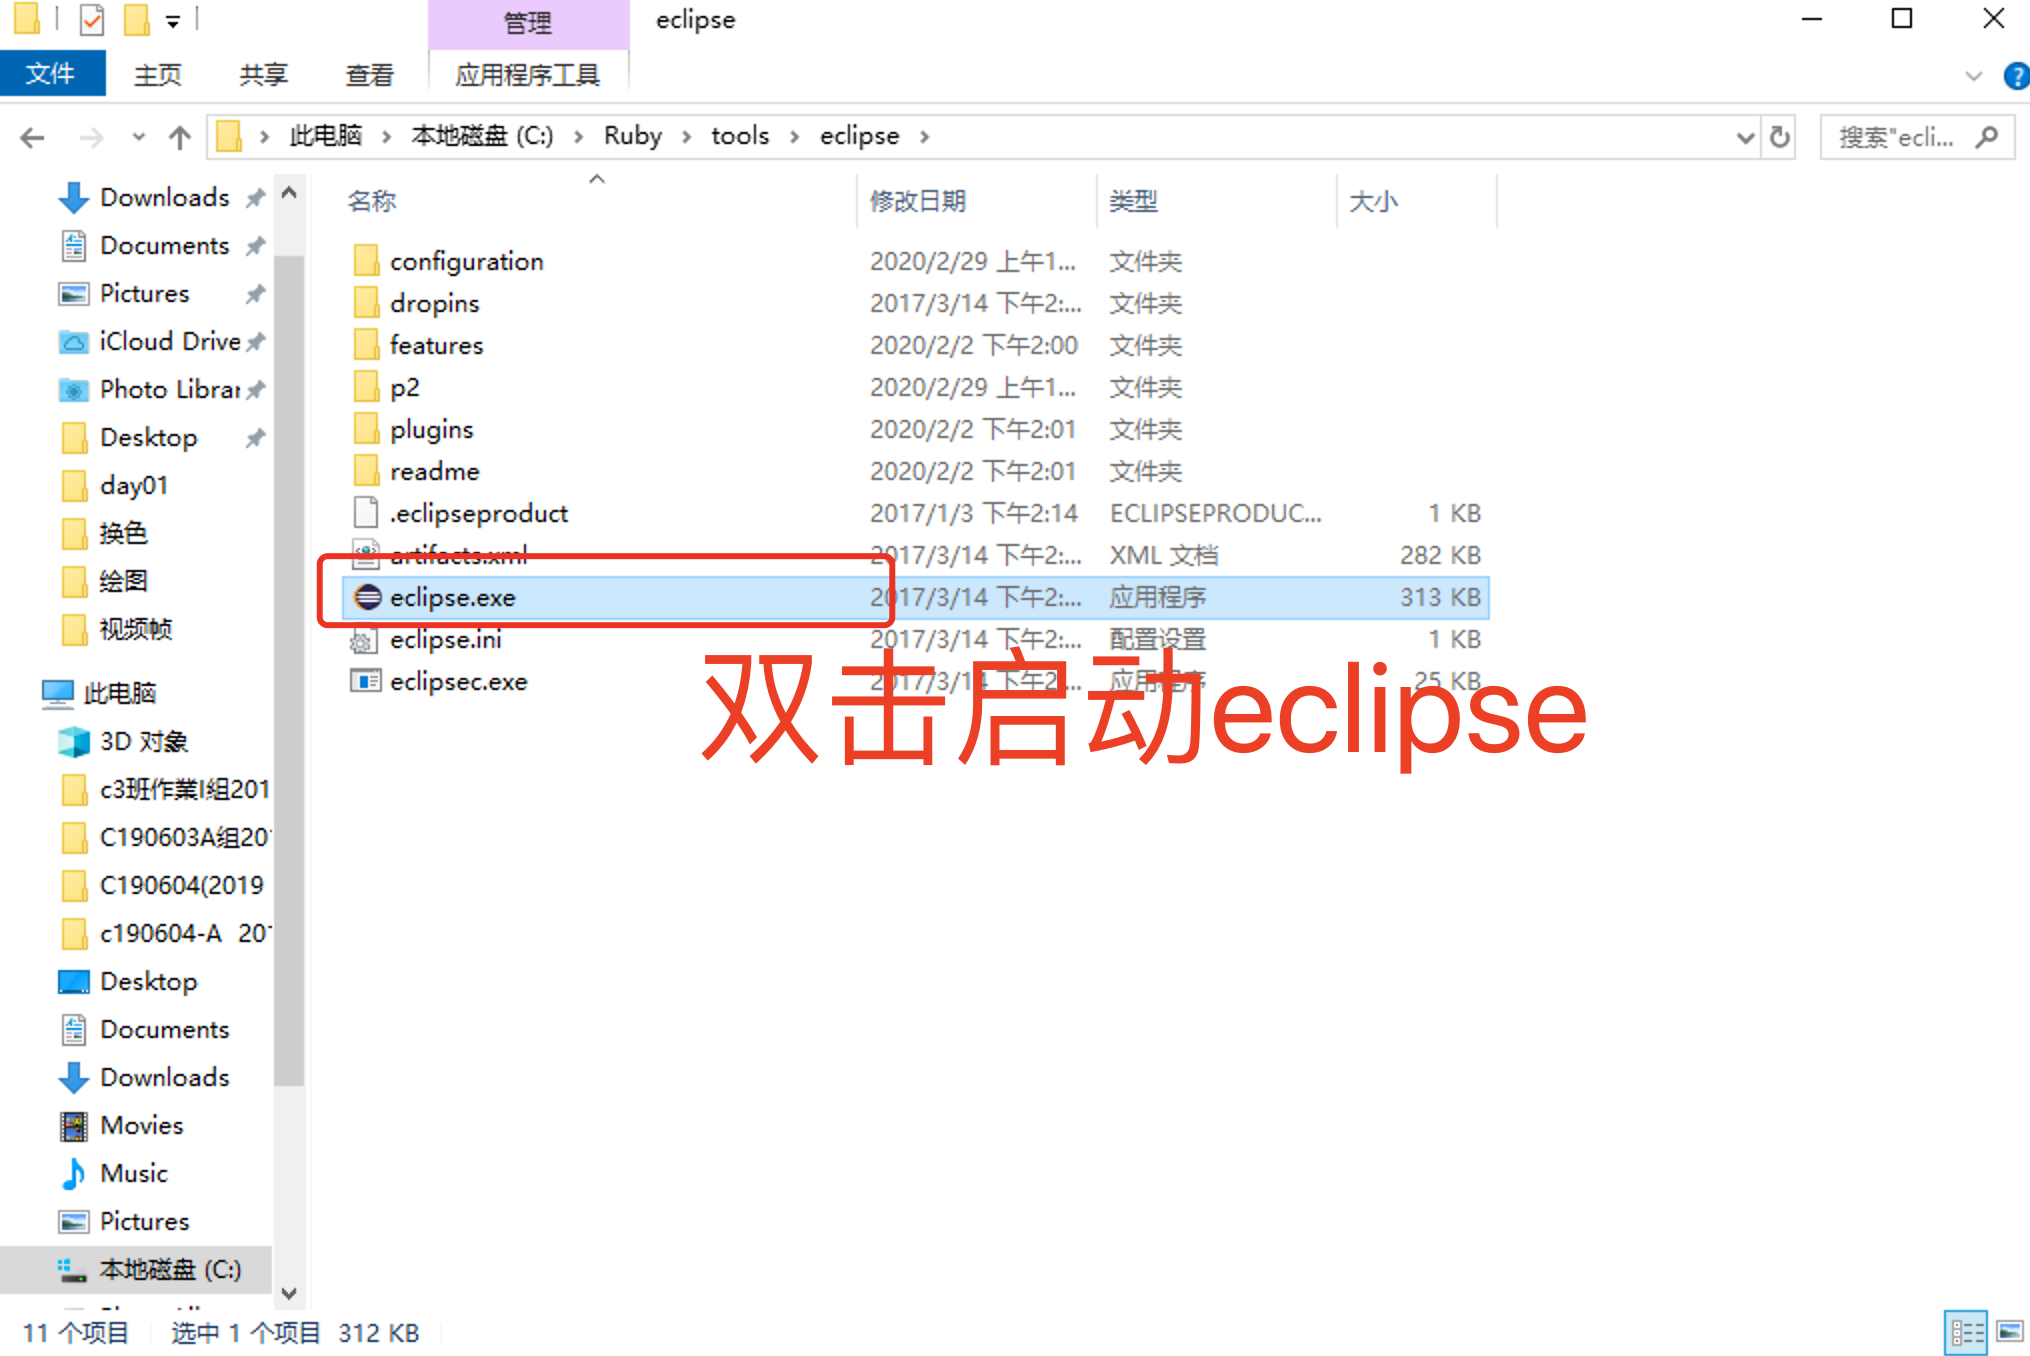 管理
eclipse
文件
主页
共享
查看
应用程序工具
此电脑 › 本地磁盘 (C:) › Ruby › tools › eclipse ›
搜索"ecli...
名称 修改日期 类型 大小
Downloads
Documents
Pictures
iCloud Drive
Photo Librar
Desktop
day01
换色
绘图
视频帧
此电脑
3D 对象
c3班作業I组201
C190603A组20
C190604(2019
c190604-A 20
Desktop
Documents
Downloads
Movies
Music
Pictures
本地磁盘 (C:)
configuration 2020/2/29 上午1... 文件夹
dropins 2017/3/14 下午2:... 文件夹
features 2020/2/2 下午2:00 文件夹
p2 2020/2/29 上午1... 文件夹
plugins 2020/2/2 下午2:01 文件夹
readme 2020/2/2 下午2:01 文件夹
.eclipseproduct 2017/1/3 下午2:14 ECLIPSEPRODUC... 1 KB
artifacts.xml 2017/3/14 下午2:... XML 文档 282 KB
eclipse.exe 2017/3/14 下午2:... 应用程序 313 KB
eclipse.ini 2017/3/14 下午2:... 配置设置 1 KB
eclipsec.exe 2017/3/14 下午2:... 应用程序 25 KB
双击启动eclipse
11 个项目 选中 1 个项目 312 KB